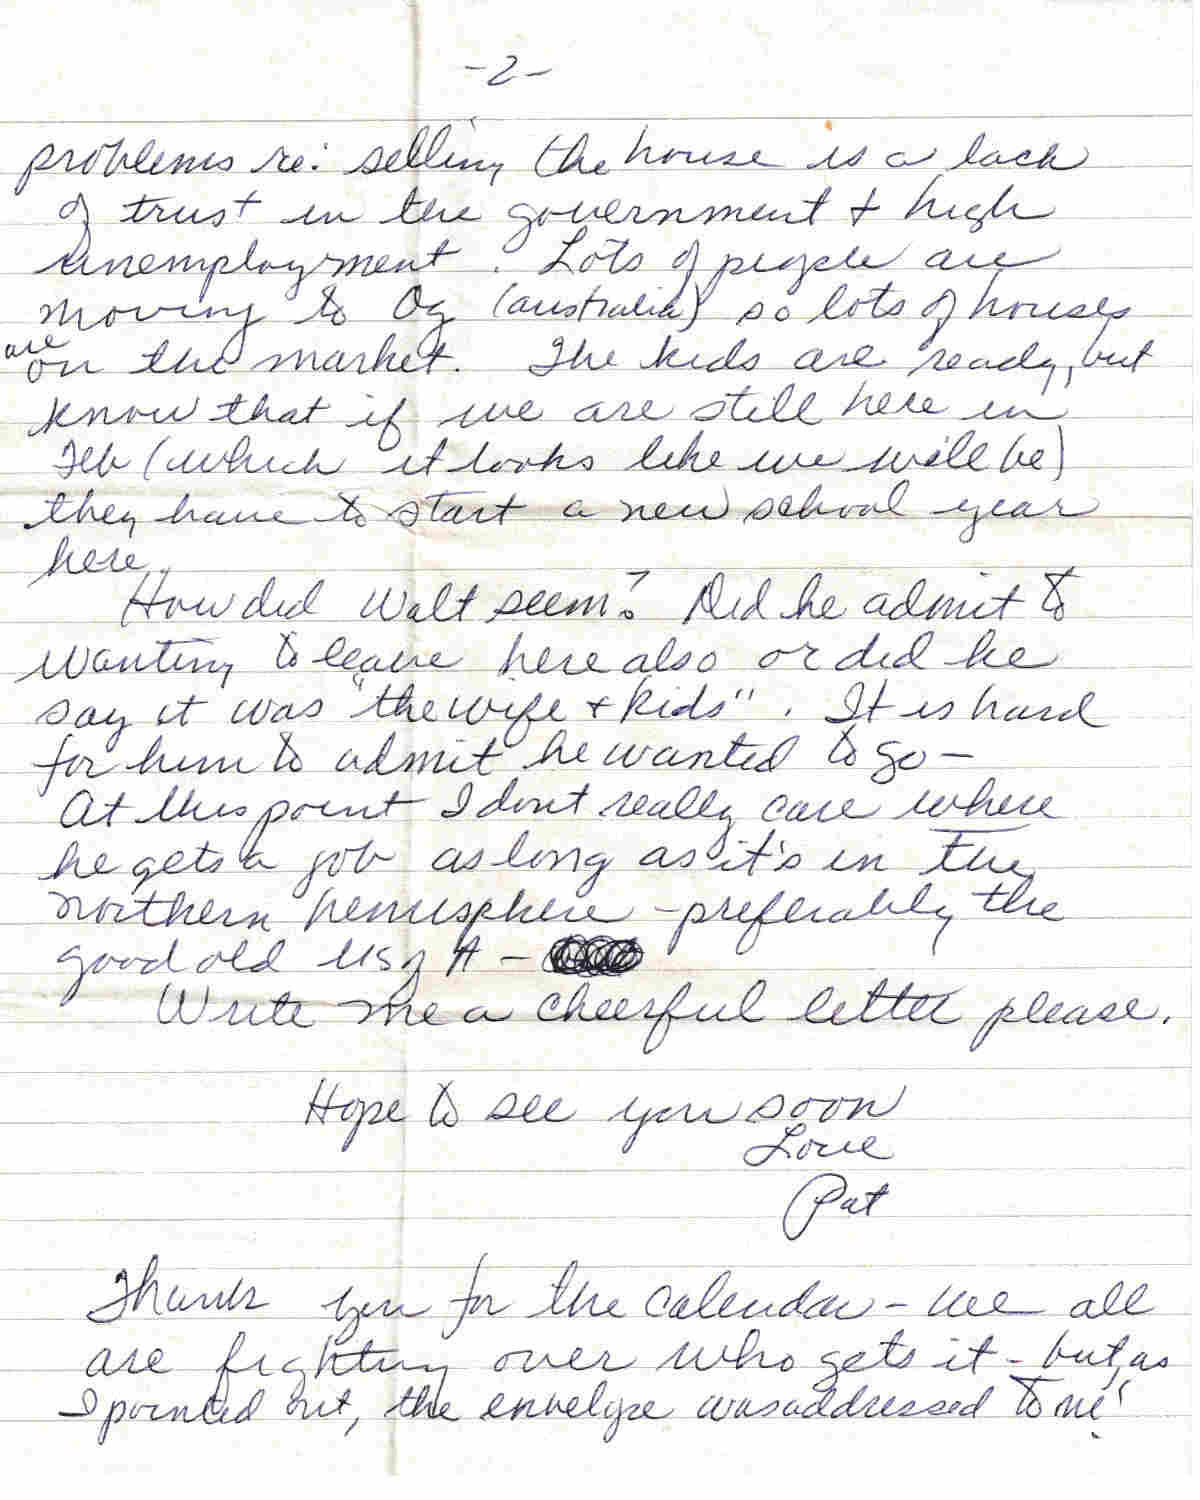 -2-
problems re: selling the house is a lack
of trust in the government + high
unemployment. Lots of people are
moving to Oz (australia) so lots of houses
are
on the market. The kids are ready, but
know that if we are still here in
Feb (which it looks like we will be)
they have to start a new school year
here.
How did Walt seem? Did he admit to
wanting to leave here also or did he
say it was "the wife + kids". It is hard
for him to admit he wanted to go -
At this point I dont really care where
he gets a job as long as it's in the
northern hemisphere - preferably the
good old US of A -
Write me a cheerful letter please.
Hope to see you soon
Love
Pat
Thank you for the calendar - we all
are fighting over who gets it - but, as
I pointed out, the envelope was addressed to me!